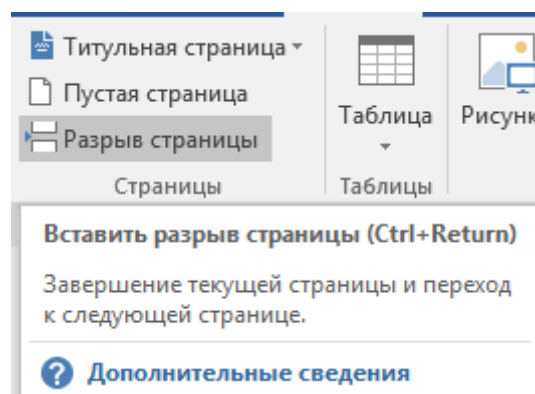 Титульная страница
Пустая страница
Разрыв страницы
Таблица
Страницы
Таблицы
Вставить разрыв страницы (Ctrl+Return)
Завершение текущей страницы и переход
к следующей странице.
Дополнительные сведения